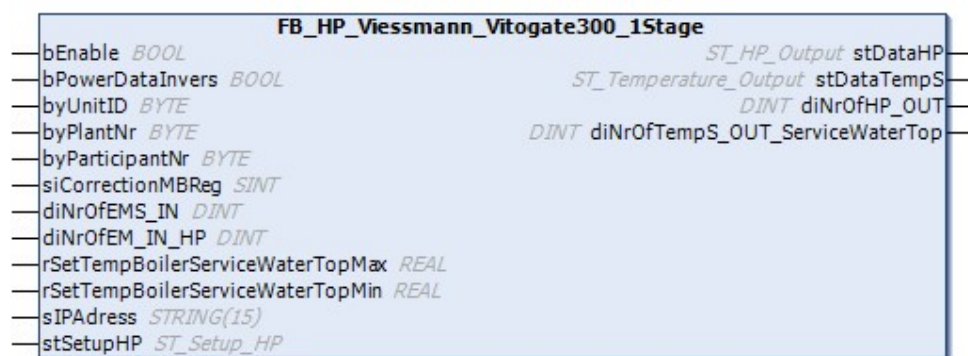 FB_HP_Viessmann_Vitogate300_1Stage
bEnable BOOL ST_HP_Output stDataHP
bPowerDataInvers BOOL ST_Temperature_Output stDataTempS
byUnitID BYTE DINT diNrOfHP_OUT
byPlantNr BYTE DINT diNrOfTempS_OUT_ServiceWaterTop
byParticipantNr BYTE
siCorrectionMBReg SINT
diNrOfEMS_IN DINT
diNrOfEM_IN_HP DINT
rSetTempBoilerServiceWaterTopMax REAL
rSetTempBoilerServiceWaterTopMin REAL
sIPAdress STRING(15)
stSetupHP ST_Setup_HP